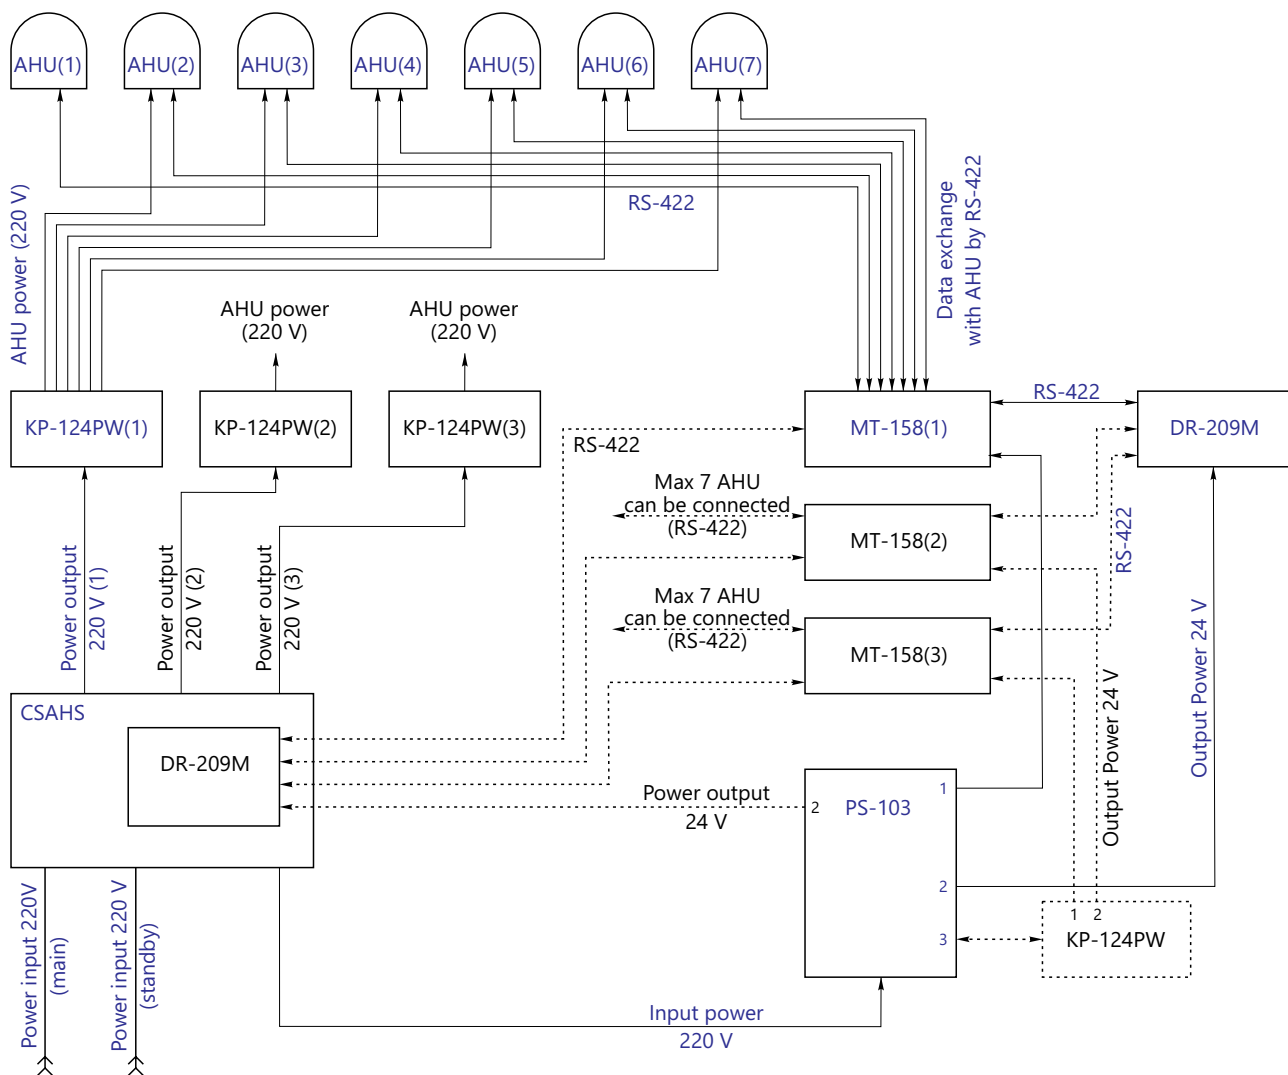 AHU(1)
AHU(2)
AHU(3)
AHU(4)
AHU(5)
AHU(6)
AHU(7)
AHU power (220 V)
RS-422
Data exchange
with AHU by RS-422
AHU power
(220 V)
AHU power
(220 V)
KP-124PW(1)
KP-124PW(2)
KP-124PW(3)
RS-422
MT-158(1)
RS-422
DR-209M
Max 7 AHU
can be connected
(RS-422)
MT-158(2)
RS-422
Max 7 AHU
can be connected
(RS-422)
MT-158(3)
Power output
220 V (1)
Power output
220 V (2)
Power output
220 V (3)
Output Power 24 V
Output Power 24 V
CSAHS
DR-209M
Power output
24 V
2
PS-103
1
2
3
1
2
KP-124PW
Power input 220V
(main)
Power input 220 V
(standby)
Input power
220 V